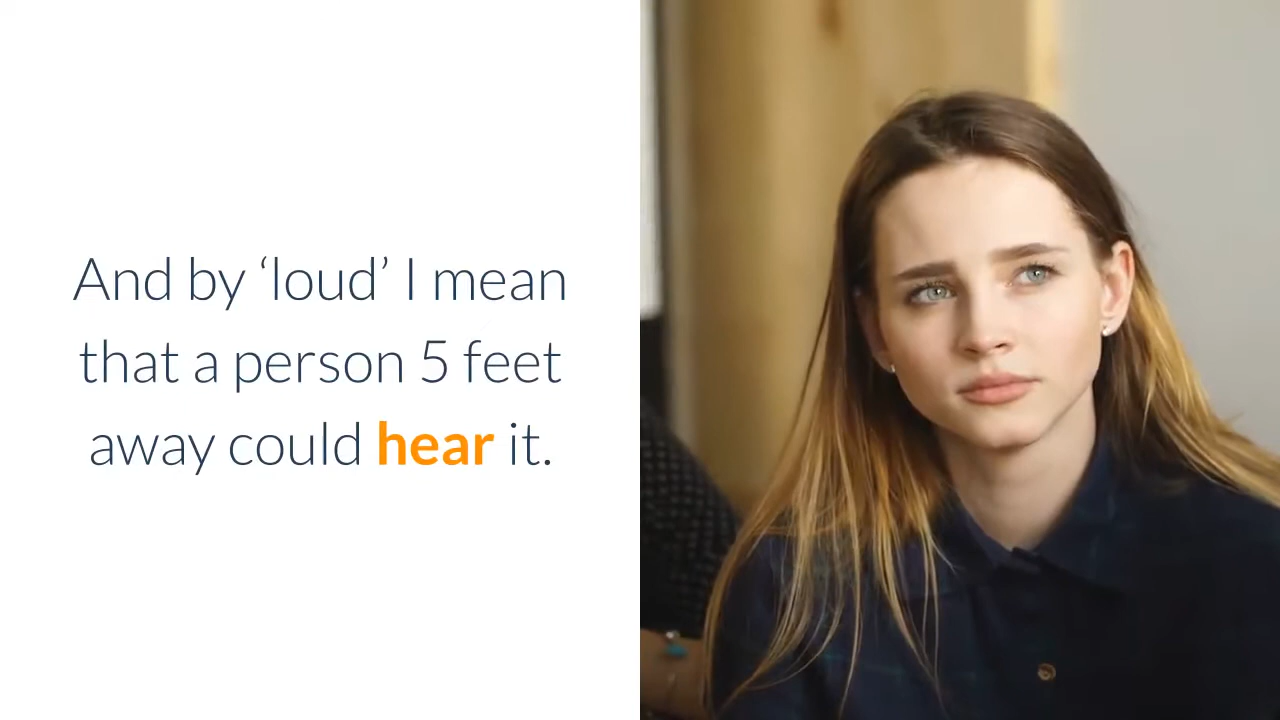 And by ‘loud’ I mean
that a person 5 feet
away could hear it.